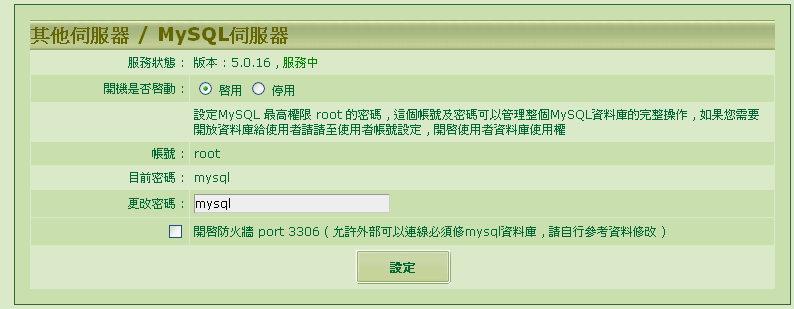 其他伺服器 / MySQL伺服器
服務狀態： 版本：5.0.16，服務中
開機是否啓動： 啓用 停用
設定MySQL 最高權限 root 的密碼，這個帳號及密碼可以管理整個MySQL資料庫的完整操作，如果您需要
開放資料庫給使用者請請至使用者帳號設定，開啓使用者資料庫使用權
帳號： root
目前密碼： mysql
更改密碼： mysql
開啓防火牆 port 3306 ( 允許外部可以連線必須修mysql資料庫，請自行參考資料修改 )
設定